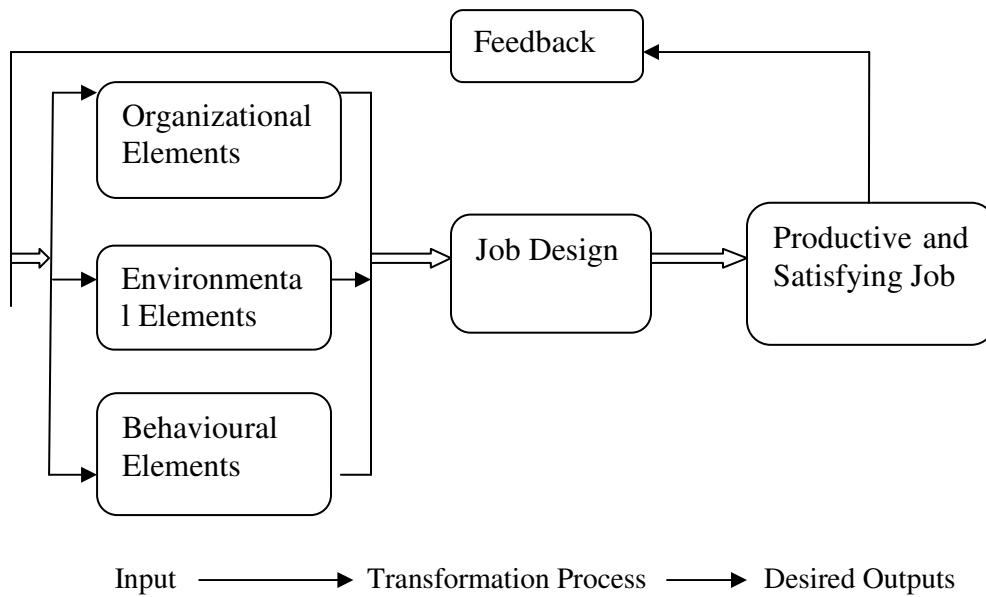 Feedback
Organizational
Elements
Environmenta
l Elements
Behavioural
Elements
Job Design
Productive and
Satisfying Job
Input Transformation Process Desired Outputs